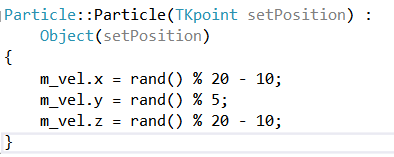 Particle::Particle(TKpoint setPosition) :
    Object(setPosition)
{
    m_vel.x = rand() % 20 - 10;
    m_vel.y = rand() % 5;
    m_vel.z = rand() % 20 - 10;
}